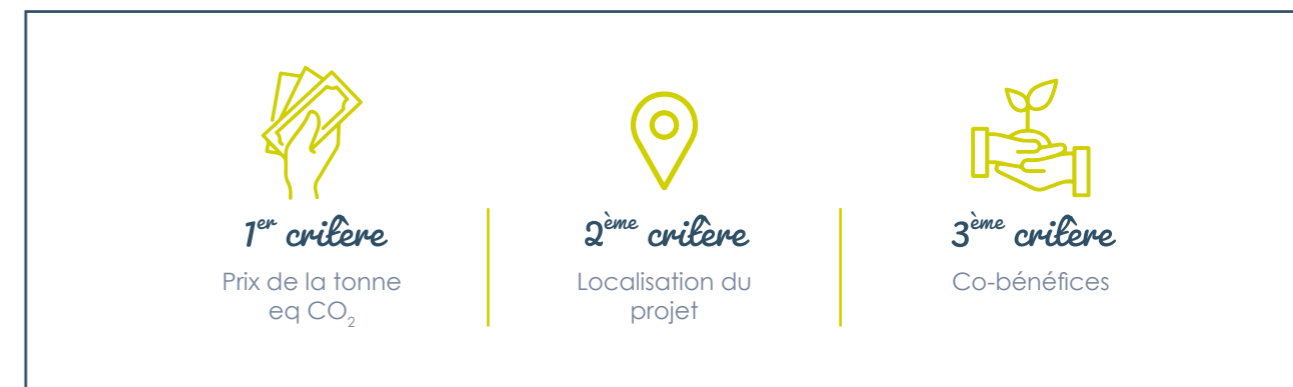 1er critère
Prix de la tonne
eq CO2
2ème critère
Localisation du
projet
3ème critère
Co-bénéfices